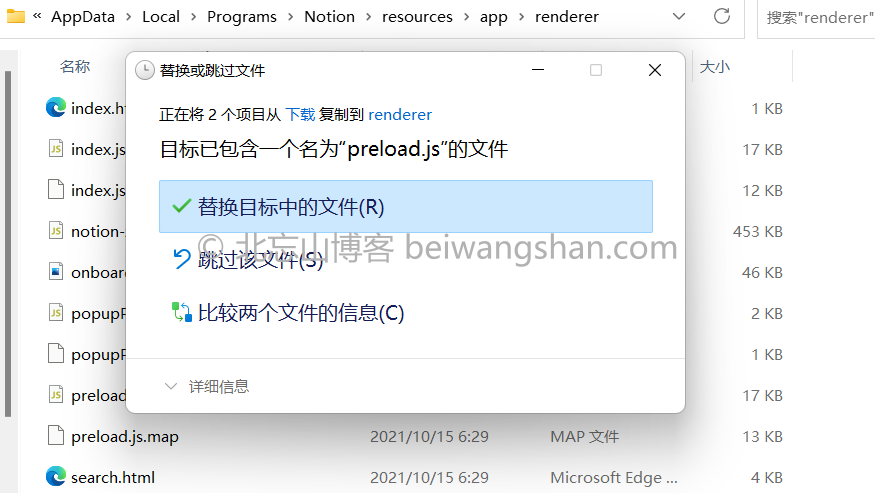 « AppData › Local › Programs › Notion › resources › app › renderer
搜索"renderer"
名称
大小
替换或跳过文件
正在将 2 个项目从 下载 复制到 renderer
目标已包含一个名为“preload.js”的文件
替换目标中的文件(R)
跳过该文件(S)
© 北忘山博客 beiwangshan.com
比较两个文件的信息(C)
详细信息
index.h
1 KB
index.js
17 KB
index.js
12 KB
notion-
453 KB
onboar
46 KB
popup
2 KB
popup
1 KB
preload
17 KB
preload.js.map 2021/10/15 6:29 MAP 文件 13 KB
search.html 2021/10/15 6:29 Microsoft Edge ... 4 KB